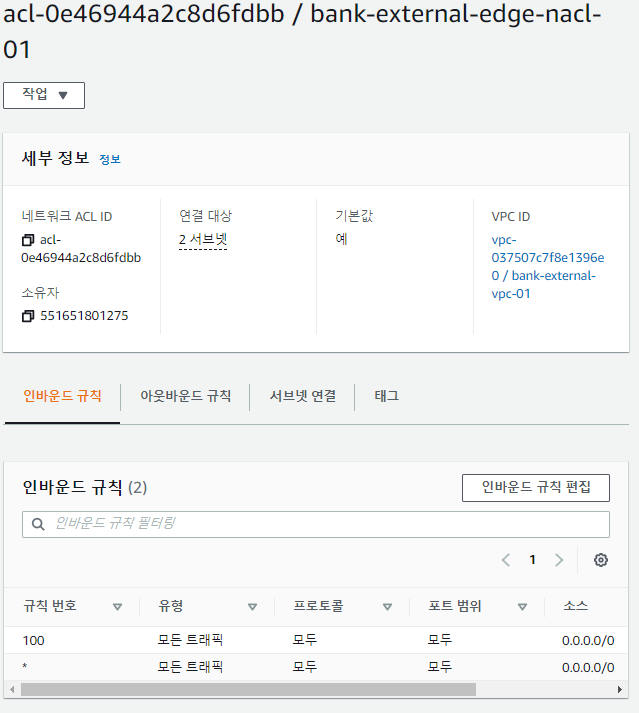 acl-0e46944a2c8d6fdbb / bank-external-edge-nacl-
01
작업
세부 정보 정보
네트워크 ACL ID
acl-
0e46944a2c8d6fdbb
소유자
551651801275
연결 대상
2 서브넷
기본값
예
VPC ID
vpc-
037507c7f8e1396e
0 / bank-external-
vpc-01
인바운드 규칙 아웃바운드 규칙 서브넷 연결 태그
인바운드 규칙 (2) 인바운드 규칙 편집
인바운드 규칙 필터링
1
규칙 번호 유형 프로토콜 포트 범위 소스
100 모든 트래픽 모두 모두 0.0.0.0/0
* 모든 트래픽 모두 모두 0.0.0.0/0